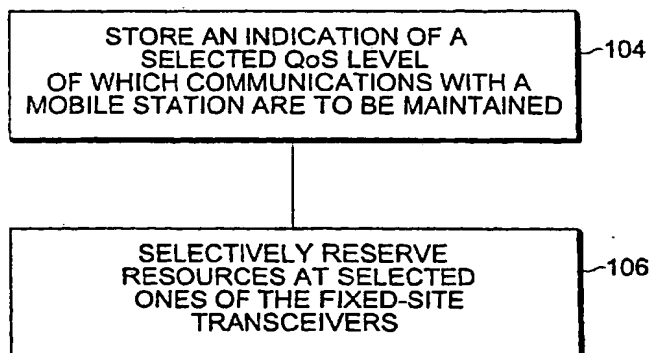 STORE AN INDICATION OF A
SELECTED QoS LEVEL
OF WHICH COMMUNICATIONS WITH A
MOBILE STATION ARE TO BE MAINTAINED
104
SELECTIVELY RESERVE
RESOURCES AT SELECTED
ONES OF THE FIXED-SITE
TRANSCEIVERS
106